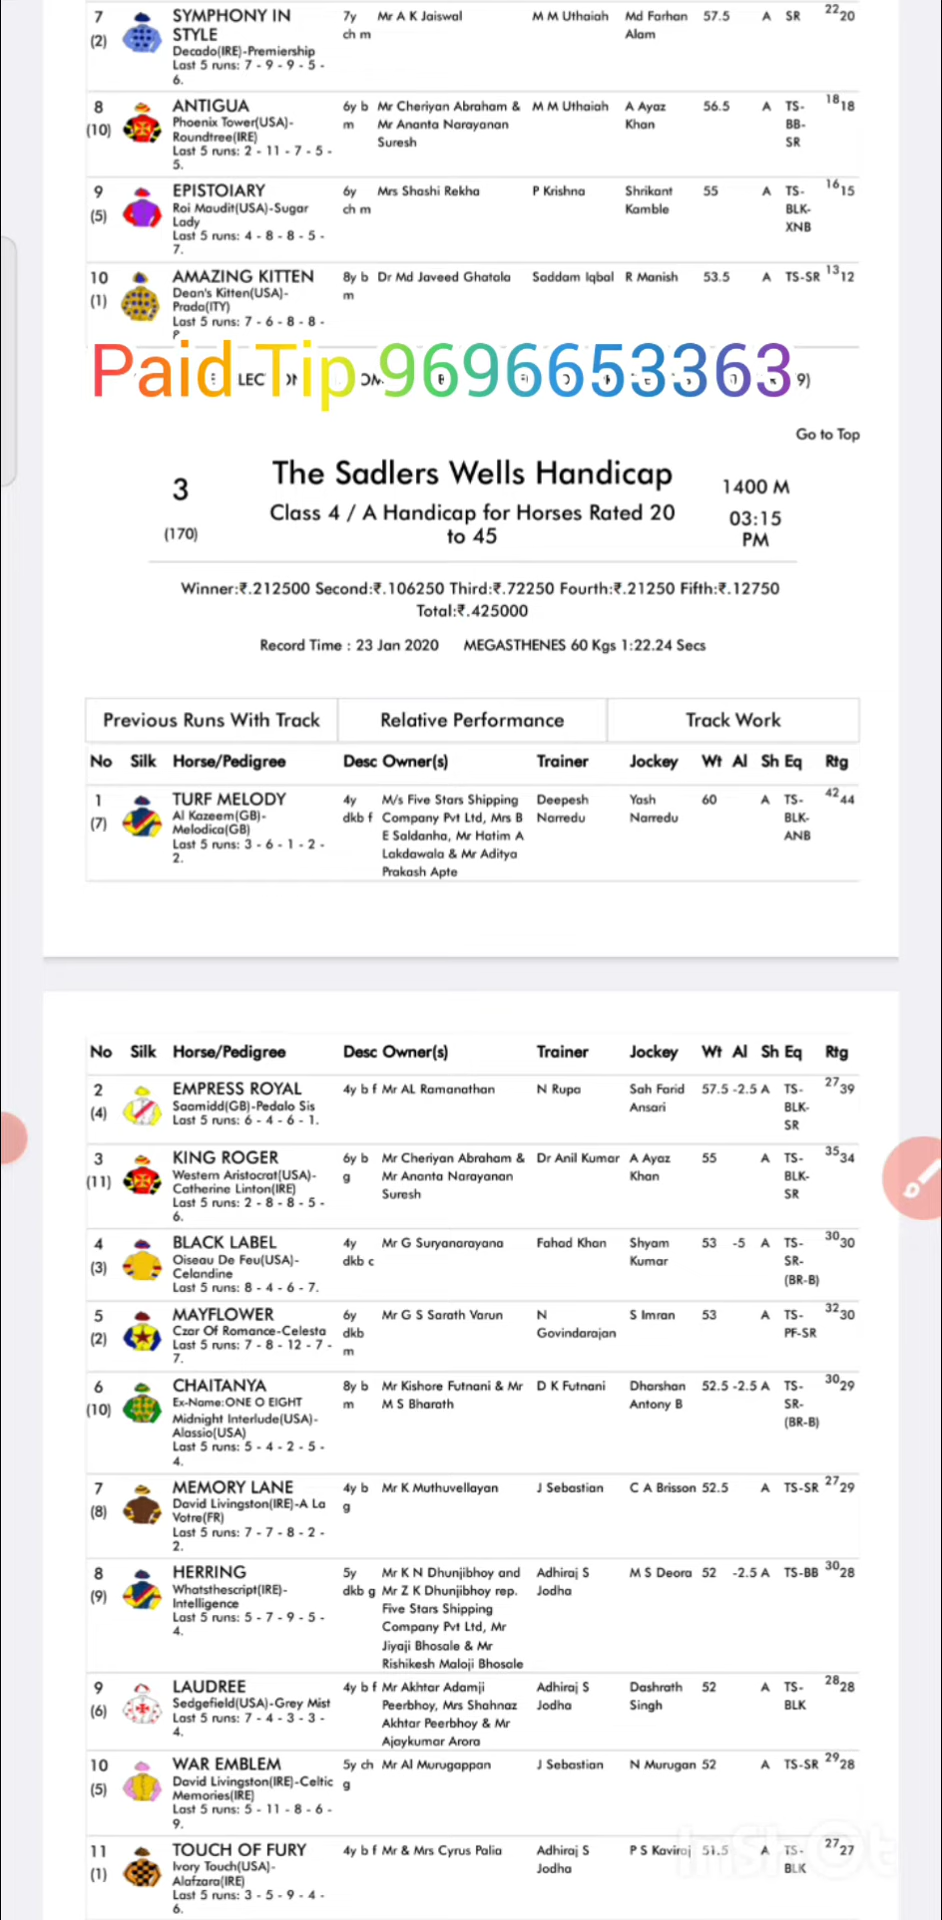 7 SYMPHONY IN 7y Mr A K Jaiswal M M Uthaiah Md Farhan 57.5 A SR 22 20
(2) STYLE ch m Alam
Decado(IRE)-Premiership
Last 5 runs: 7 - 9 - 9 - 5 -
6.
8 ANTIGUA 6y b Mr Cheriyan Abraham & M M Uthaiah A Ayaz 56.5 A TS- 18 18
(10) Phoenix Tower(USA)- m Mr Ananta Narayanan Khan BB-
Roundtree(IRE) Suresh SR
Last 5 runs: 2 - 11 - 7 - 5 -
5.
9 EPISTOIARY 6y Mrs Shashi Rekha P Krishna Shrikant 55 A TS- 16 15
(5) Roi Maudit(USA)-Sugar ch m Kamble BLK-
Lady XNB
Last 5 runs: 4 - 8 - 8 - 5 -
7.
10 AMAZING KITTEN 8y b Dr Md Javeed Ghatala Saddam Iqbal R Manish 53.5 A TS-SR 13 12
(1) Dean's Kitten(USA)- m
Prada(ITY)
Last 5 runs: 7 - 6 - 8 - 8 -
Paid Tip 9696653363
9)
Go to Top
3 The Sadlers Wells Handicap 1400 M
(170) Class 4 / A Handicap for Horses Rated 20 03:15
to 45 PM
Winner:₹.212500 Second:₹.106250 Third:₹.72250 Fourth:₹.21250 Fifth:₹.12750
Total:₹.425000
Record Time : 23 Jan 2020 MEGASTHENES 60 Kgs 1:22.24 Secs
Previous Runs With Track Relative Performance Track Work
No Silk Horse/Pedigree Desc Owner(s) Trainer Jockey Wt Al Sh Eq Rtg
1 TURF MELODY 4y M/s Five Stars Shipping Deepesh Yash 60 A TS- 42 44
(7) Al Kazeem(GB)- dkb f Company Pvt Ltd, Mrs B Narredu Narredu BLK-
Melodica(GB) E Saldanha, Mr Hatim A ANB
Last 5 runs: 3 - 6 - 1 - 2 - Lakdawala & Mr Aditya
2. Prakash Apte
No Silk Horse/Pedigree Desc Owner(s) Trainer Jockey Wt Al Sh Eq Rtg
2 EMPRESS ROYAL 4y b f Mr AL Ramanathan N Rupa Sah Farid 57.5 -2.5 A TS- 27 39
(4) Saamidd(GB)-Pedalo Sis Ansari BLK-
Last 5 runs: 6 - 4 - 6 - 1. SR
3 KING ROGER 6y b Mr Cheriyan Abraham & Dr Anil Kumar A Ayaz 55 A TS- 35 34
(11) Western Aristocrat(USA)- g Mr Ananta Narayanan Khan BLK-
Catherine Linton(IRE) Suresh SR
Last 5 runs: 2 - 8 - 8 - 5 -
6.
4 BLACK LABEL 4y Mr G Suryanarayana Fahad Khan Shyam 53 -5 A TS- 30 30
(3) Oiseau De Feu(USA)- dkb c Kumar SR-
Celandine (BR-B)
Last 5 runs: 8 - 4 - 6 - 7.
5 MAYFLOWER 6y Mr G S Sarath Varun N S Imran 53 A TS- 32 30
(2) Czar Of Romance-Celesta dkb Govindarajan PF-SR
Last 5 runs: 7 - 8 - 12 - 7 - m
7.
6 CHAITANYA 8y b Mr Kishore Futnani & Mr D K Futnani Dharshan 52.5 -2.5 A TS- 30 29
(10) Ex-Name:ONE O EIGHT m M S Bharath Antony B SR-
Midnight Interlude(USA)- (BR-B)
Alassio(USA)
Last 5 runs: 5 - 4 - 2 - 5 -
4.
7 MEMORY LANE 4y b Mr K Muthuvellayan J Sebastian C A Brisson 52.5 A TS-SR 27 29
(8) David Livingston(IRE)-A La g
Votre(FR)
Last 5 runs: 7 - 7 - 8 - 2 -
2.
8 HERRING 5y Mr K N Dhunjibhoy and Adhiraj S M S Deora 52 -2.5 A TS-BB 30 28
(9) Whatsthescript(IRE)- dkb g Mr Z K Dhunjibhoy rep. Jodha
Intelligence Five Stars Shipping
Last 5 runs: 5 - 7 - 9 - 5 - Company Pvt Ltd, Mr
4. Jiyaji Bhosale & Mr
Rishikesh Maloji Bhosale
9 LAUDREE 4y b f Mr Akhtar Adamji Adhiraj S Dashrath 52 A TS- 28 28
(6) Sedgefield(USA)-Grey Mist Peerbhoy, Mrs Shahnaz Jodha Singh BLK
Last 5 runs: 7 - 4 - 3 - 3 - Akhtar Peerbhoy & Mr
4. Ajaykumar Arora
10 WAR EMBLEM 5y ch Mr Al Murugappan J Sebastian N Murugan 52 A TS-SR 29 28
(5) David Livingston(IRE)-Celtic g
Memories(IRE)
Last 5 runs: 5 - 11 - 8 - 6 -
9.
11 TOUCH OF FURY 4y b f Mr & Mrs Cyrus Palia Adhiraj S P S Kaviraj 51.5 A TS- 27 27
(1) Ivory Touch(USA)- Jodha BLK
Alafzara(IRE)
Last 5 runs: 3 - 5 - 9 - 4 -
6.
InShOt